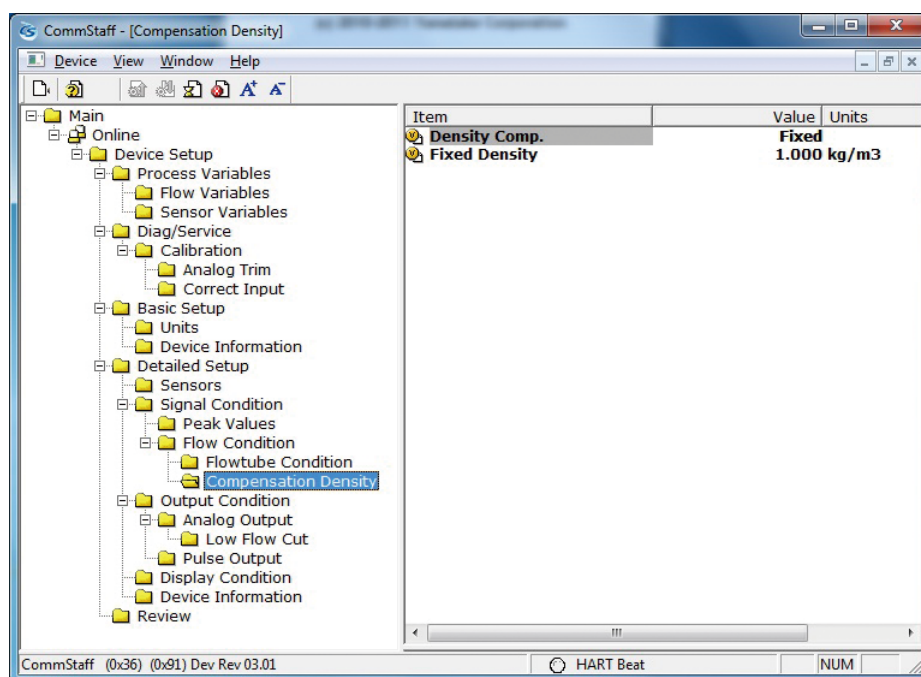 CommStaff - [Compensation Density]
Device View Window Help
Main
Online
Device Setup
Process Variables
Flow Variables
Sensor Variables
Diag/Service
Calibration
Analog Trim
Correct Input
Basic Setup
Units
Device Information
Detailed Setup
Sensors
Signal Condition
Peak Values
Flow Condition
Flowtube Condition
Compensation Density
Output Condition
Analog Output
Low Flow Cut
Pulse Output
Display Condition
Device Information
Review
Item Value Units
Density Comp. Fixed
Fixed Density 1.000 kg/m3
CommStaff (0x36) (0x91) Dev Rev 03.01 HART Beat NUM